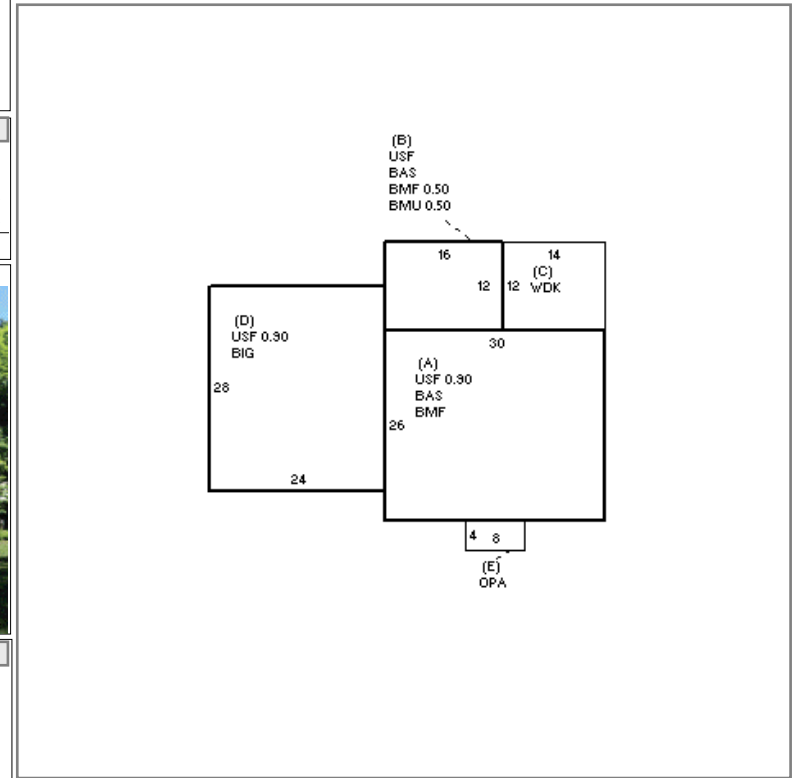 (B)
USF
BAS
BMF 0.50
BMU 0.50
16
14
12
12
(C)
WDK
30
(D)
USF 0.90
BIG
28
24
(A)
USF 0.90
BAS
BMF
26
4
8
(E)
OPA